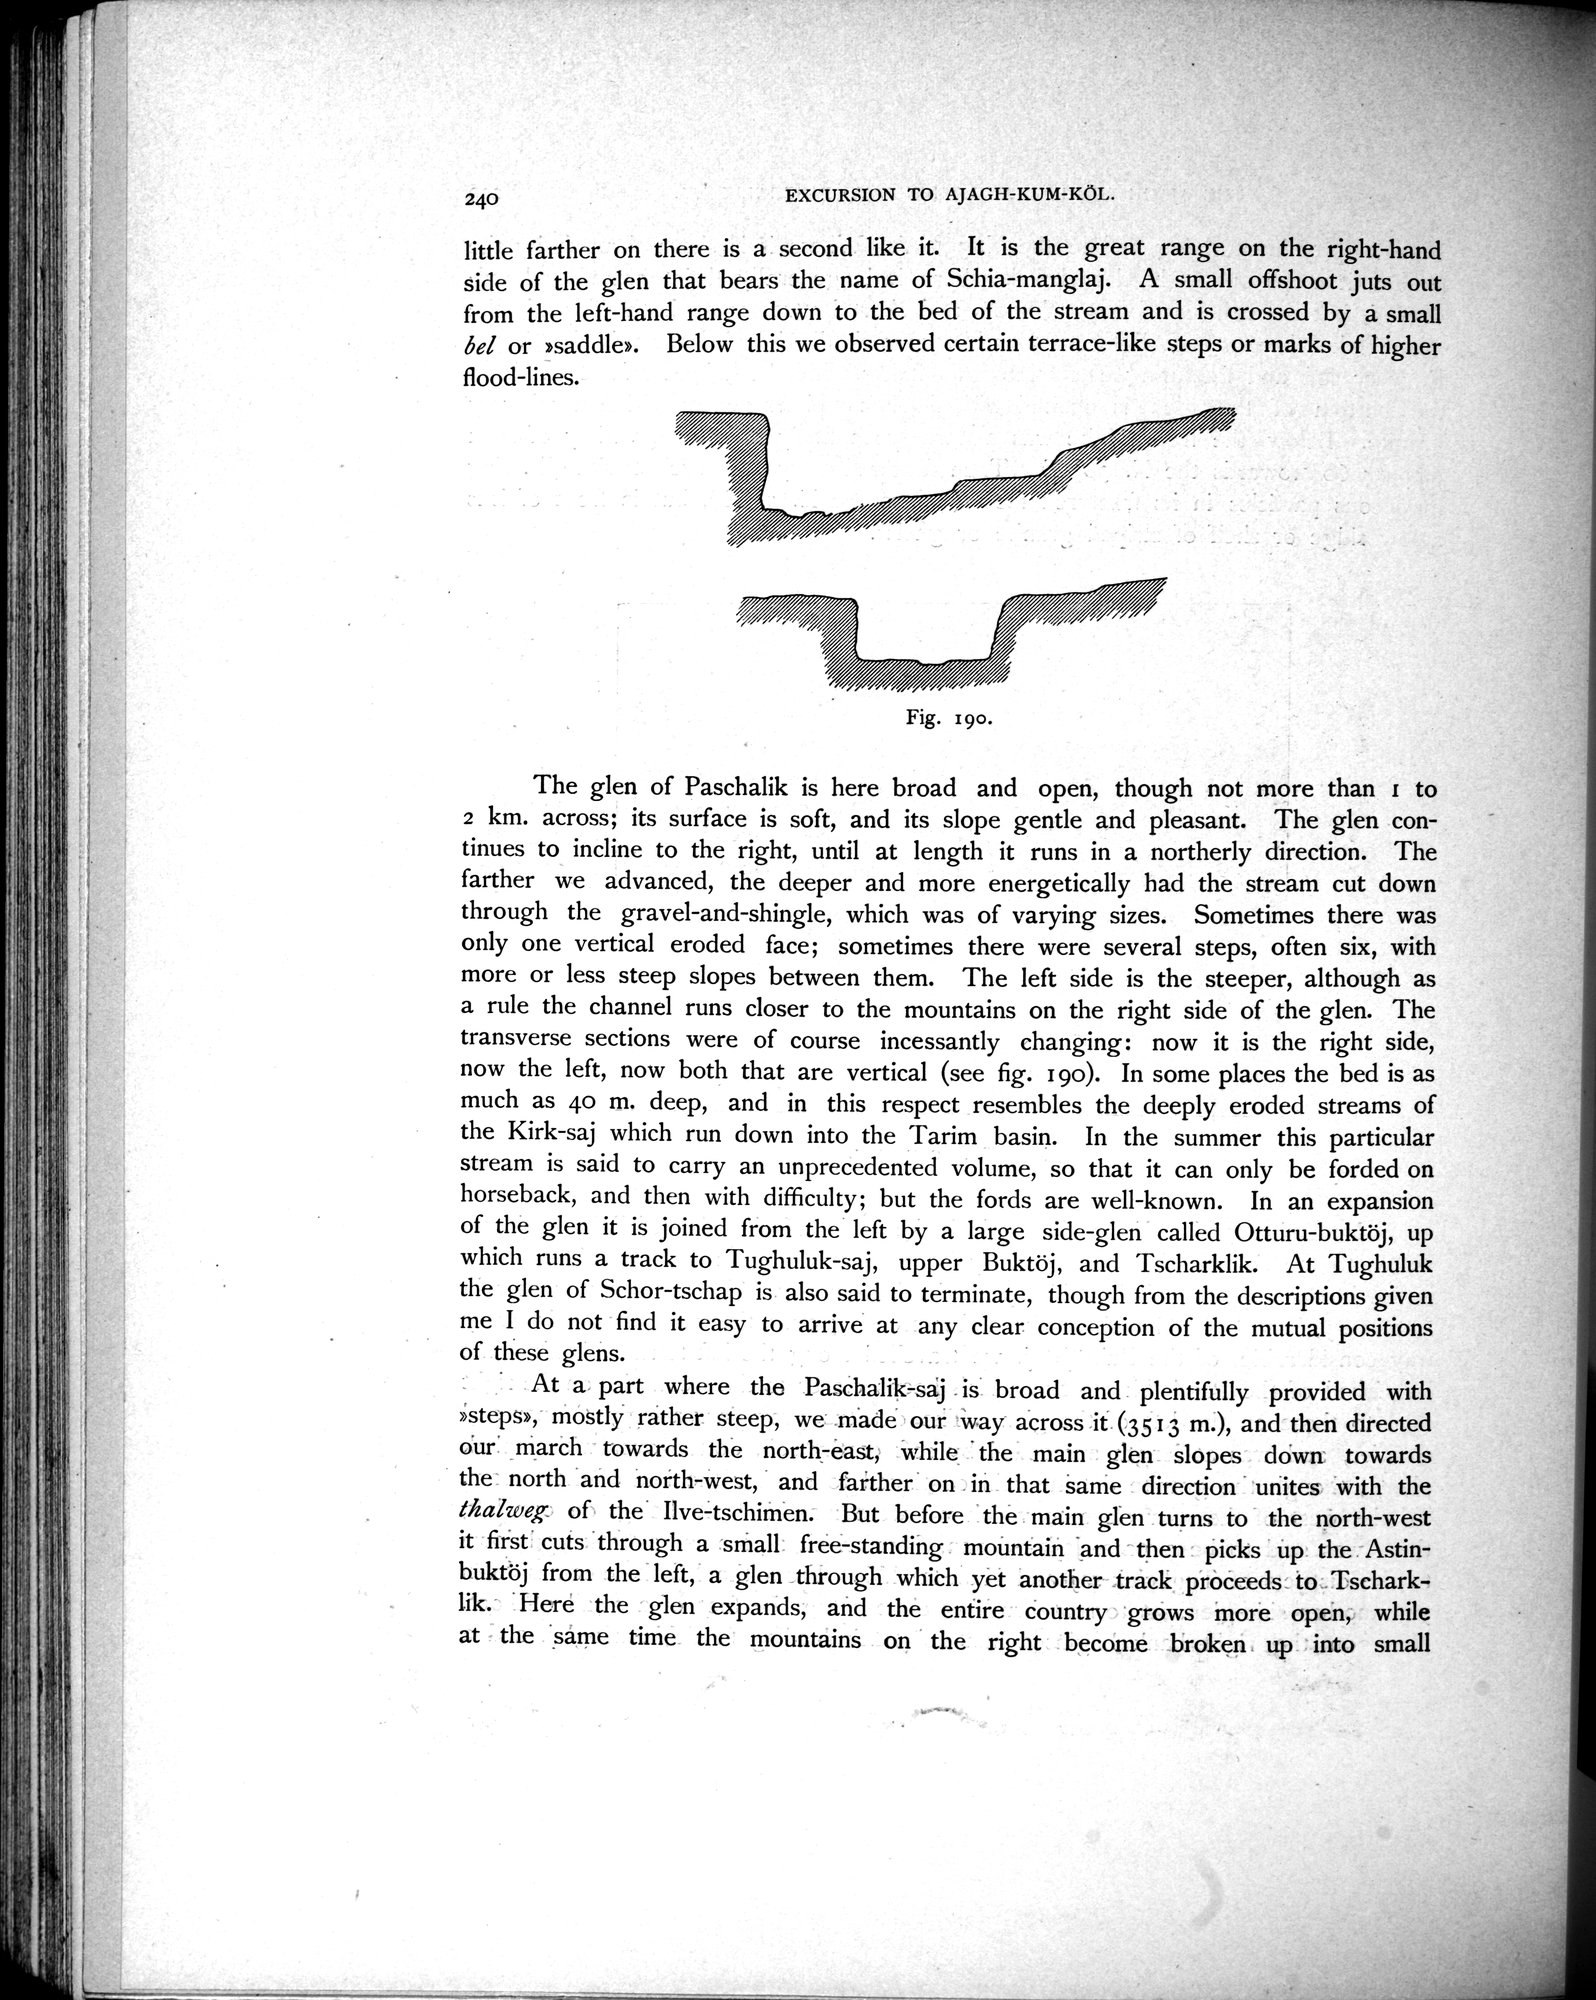 240
EXCURSION TO AJAGH-KUM-KÖL.
little farther on there is a second like it. It is the great range on the right-hand
side of the glen that bears the name of Schia-manglaj. A small offshoot juts out
from the left-hand range down to the bed of the stream and is crossed by a small
bel or »saddle». Below this we observed certain terrace-like steps or marks of higher
flood-lines.
Fig. 190.
The glen of Paschalik is here broad and open, though not more than 1 to
2 km. across; its surface is soft, and its slope gentle and pleasant. The glen con-
tinues to incline to the right, until at length it runs in a northerly direction. The
farther we advanced, the deeper and more energetically had the stream cut down
through the gravel-and-shingle, which was of varying sizes. Sometimes there was
only one vertical eroded face; sometimes there were several steps, often six, with
more or less steep slopes between them. The left side is the steeper, although as
a rule the channel runs closer to the mountains on the right side of the glen. The
transverse sections were of course incessantly changing: now it is the right side,
now the left, now both that are vertical (see fig. 190). In some places the bed is as
much as 40 m. deep, and in this respect resembles the deeply eroded streams of
the Kirk-saj which run down into the Tarim basin. In the summer this particular
stream is said to carry an unprecedented volume, so that it can only be forded on
horseback, and then with difficulty; but the fords are well-known. In an expansion
of the glen it is joined from the left by a large side-glen called Otturu-buktöj, up
which runs a track to Tughuluk-saj, upper Buktöj, and Tscharklik. At Tughuluk
the glen of Schor-tschap is also said to terminate, though from the descriptions given
me I do not find it easy to arrive at any clear conception of the mutual positions
of these glens.
At a part where the Paschalik-saj is broad and plentifully provided with
»steps», mostly rather steep, we made our way across it (3513 m.), and then directed
our march towards the north-east, while the main glen slopes down towards
the north and north-west, and farther on in that same direction unites with the
thalweg of the Ilve-tschimen. But before the main glen turns to the north-west
it first cuts through a small free-standing mountain and then picks up the Astin-
buktöj from the left, a glen through which yet another track proceeds to Tschark-
lik. Here the glen expands, and the entire country grows more open, while
at the same time the mountains on the right become broken up into small